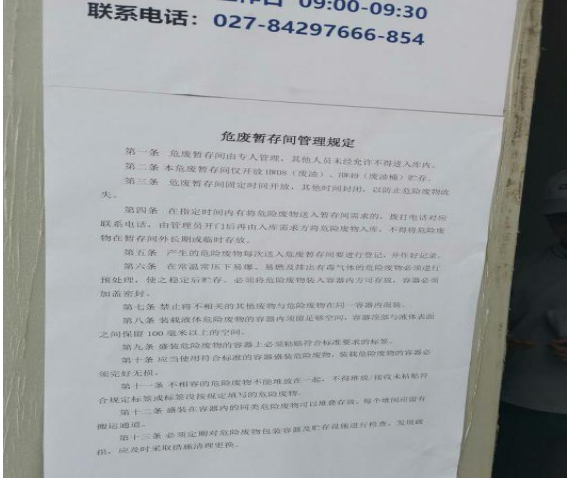 工作日 09:00-09:30
联系电话：027-84297666-854
危废暂存间管理规定
第一条 危废暂存间由专人管理，其他人员未经允许不得进入库内。
第二条 本危废暂存间仅开放 HW08（废油）、HW49（废油桶）贮存。
第三条 危废暂存间固定时间开放，其他时间封闭，以防止危险废物流
失。
第四条 在指定时间内有将危险废物送入暂存间需求的，拨打电话对应
联系电话，由管理员开门后再由入库需求方将危险废物入库，不得将危险废
物在暂存间外长期或临时存放。
第五条 产生的危险废物每次送入危废暂存间要进行登记，并作好记录。
第六条 在常温常压下易爆、易燃及排出有毒气体的危险废物必须进行
预处理，使之稳定后贮存。必须将危险废物装入容器内方可存放，容器必须
加盖密封。
第七条 禁止将不相关的其他废物与危险废物在同一容器内混装。
第八条 装载液体危险废物的容器内须留足够空间，容器顶部与液体表面
之间保留 100 毫米以上的空间。
第九条 盛装危险废物的容器上必须粘贴符合标准要求的标签。
第十条 应当使用符合标准的容器盛装危险废物，装载危险废物的容器必
须完好无损。
第十一条 不相容的危险废物不能堆放在一起，不得堆放/接收未粘贴符
合规定标签或标签没按规定填写的危险废物。
第十二条 盛装在容器内的同类危险废物可以堆叠存放，每个堆间应留有
搬运通道。
第十三条 必须定期对危险废物包装容器及贮存设施进行检查，发现破
损，应及时采取措施清理更换。